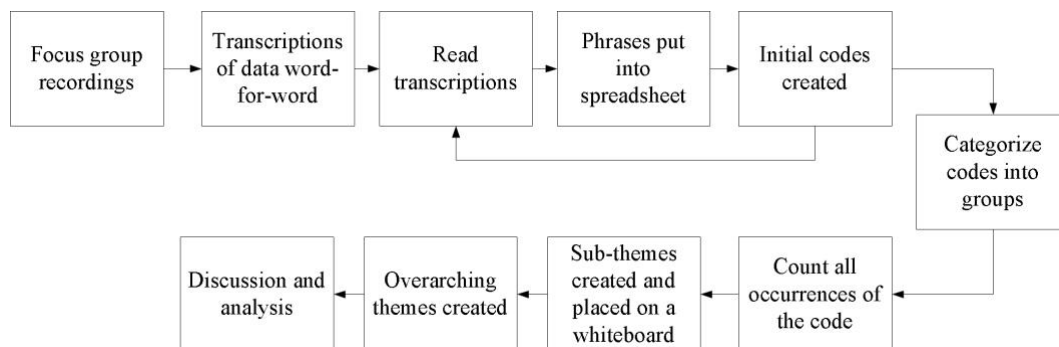 Focus group
recordings
Transcriptions
of data word-
for-word
Read
transcriptions
Phrases put
into
spreadsheet
Initial codes
created
Categorize
codes into
groups
Count all
occurrences of
the code
Sub-themes
created and
placed on a
whiteboard
Overarching
themes created
Discussion and
analysis